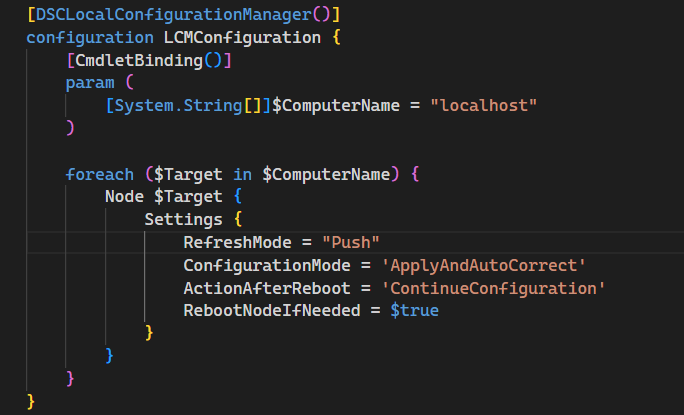 [DSCLocalConfigurationManager()]
configuration LCMConfiguration {
    [CmdletBinding()]
    param (
        [System.String[]]$ComputerName = "localhost"
    )

    foreach ($Target in $ComputerName) {
        Node $Target {
            Settings {
                RefreshMode = "Push"
                ConfigurationMode = 'ApplyAndAutoCorrect'
                ActionAfterReboot = 'ContinueConfiguration'
                RebootNodeIfNeeded = $true
            }
        }
    }
}